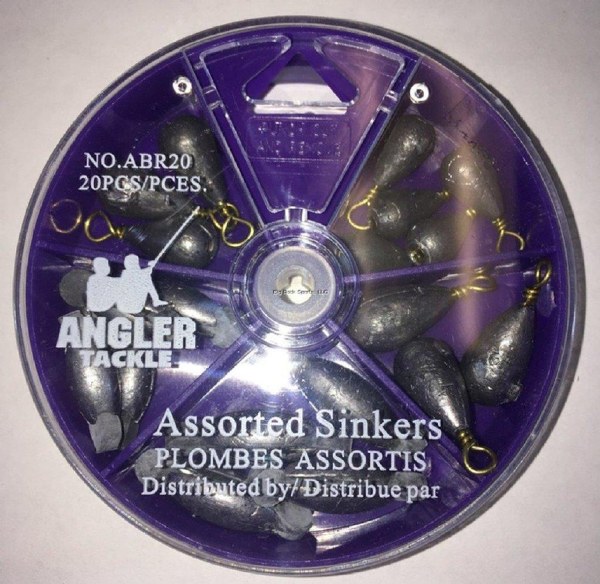 NO.ABR20
20PCS/PCES.
ANGLER
TACKLE
Assorted Sinkers
PLOMBES ASSORTIS
Distributed by/Distribue par